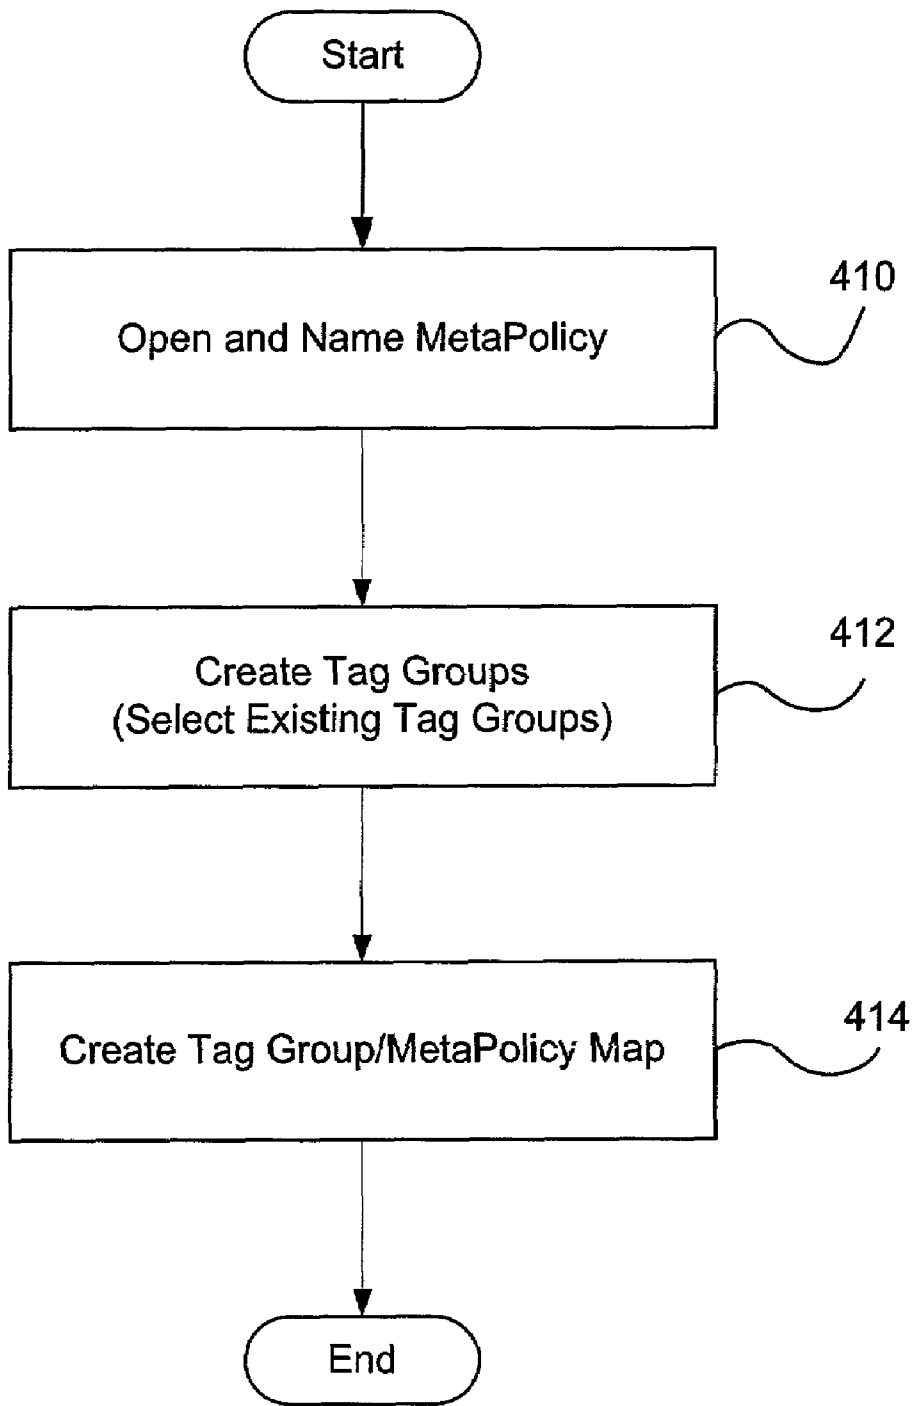 Start
410
Open and Name MetaPolicy
412
Create Tag Groups
(Select Existing Tag Groups)
414
Create Tag Group/MetaPolicy Map
End